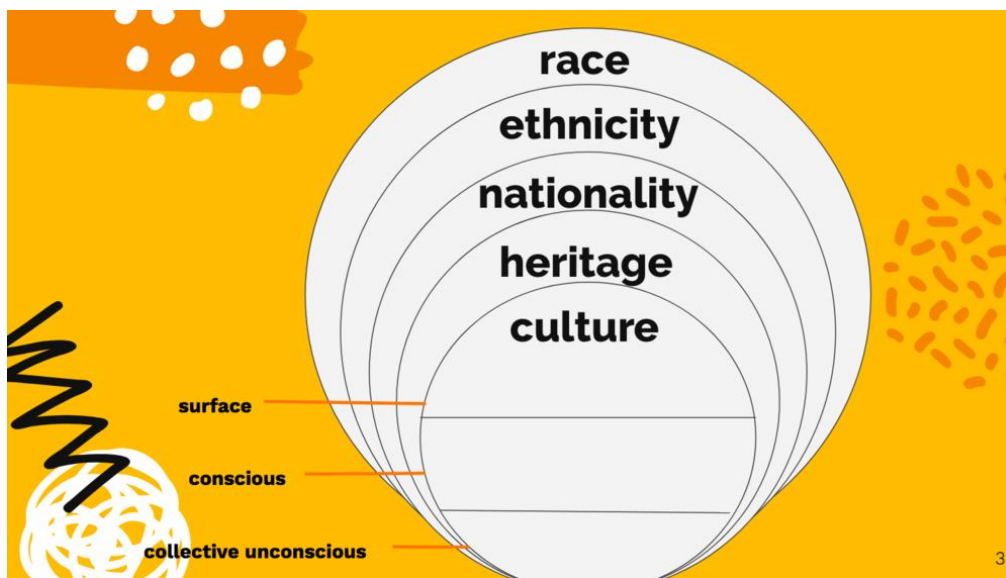 race
ethnicity
nationality
heritage
culture
surface
conscious
collective unconscious
3